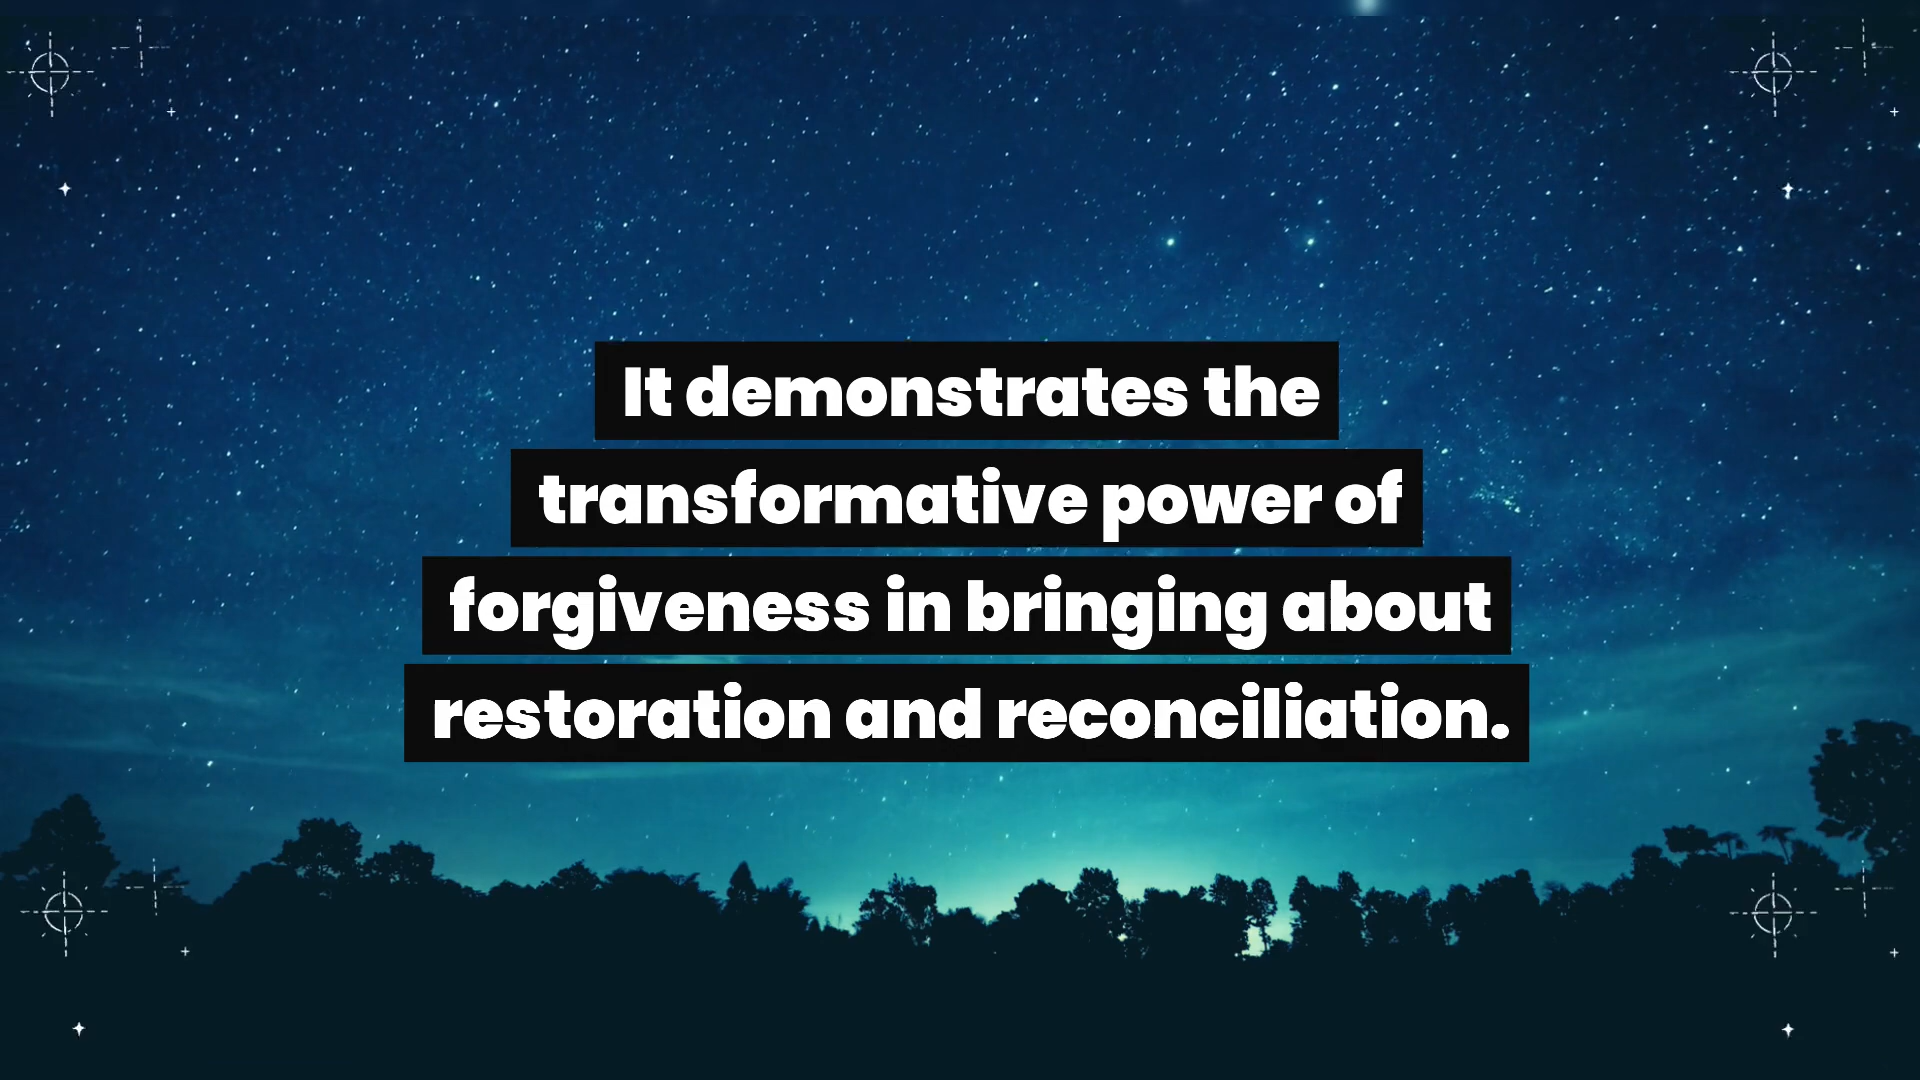 It demonstrates the
transformative power of
forgiveness in bringing about
restoration and reconciliation.